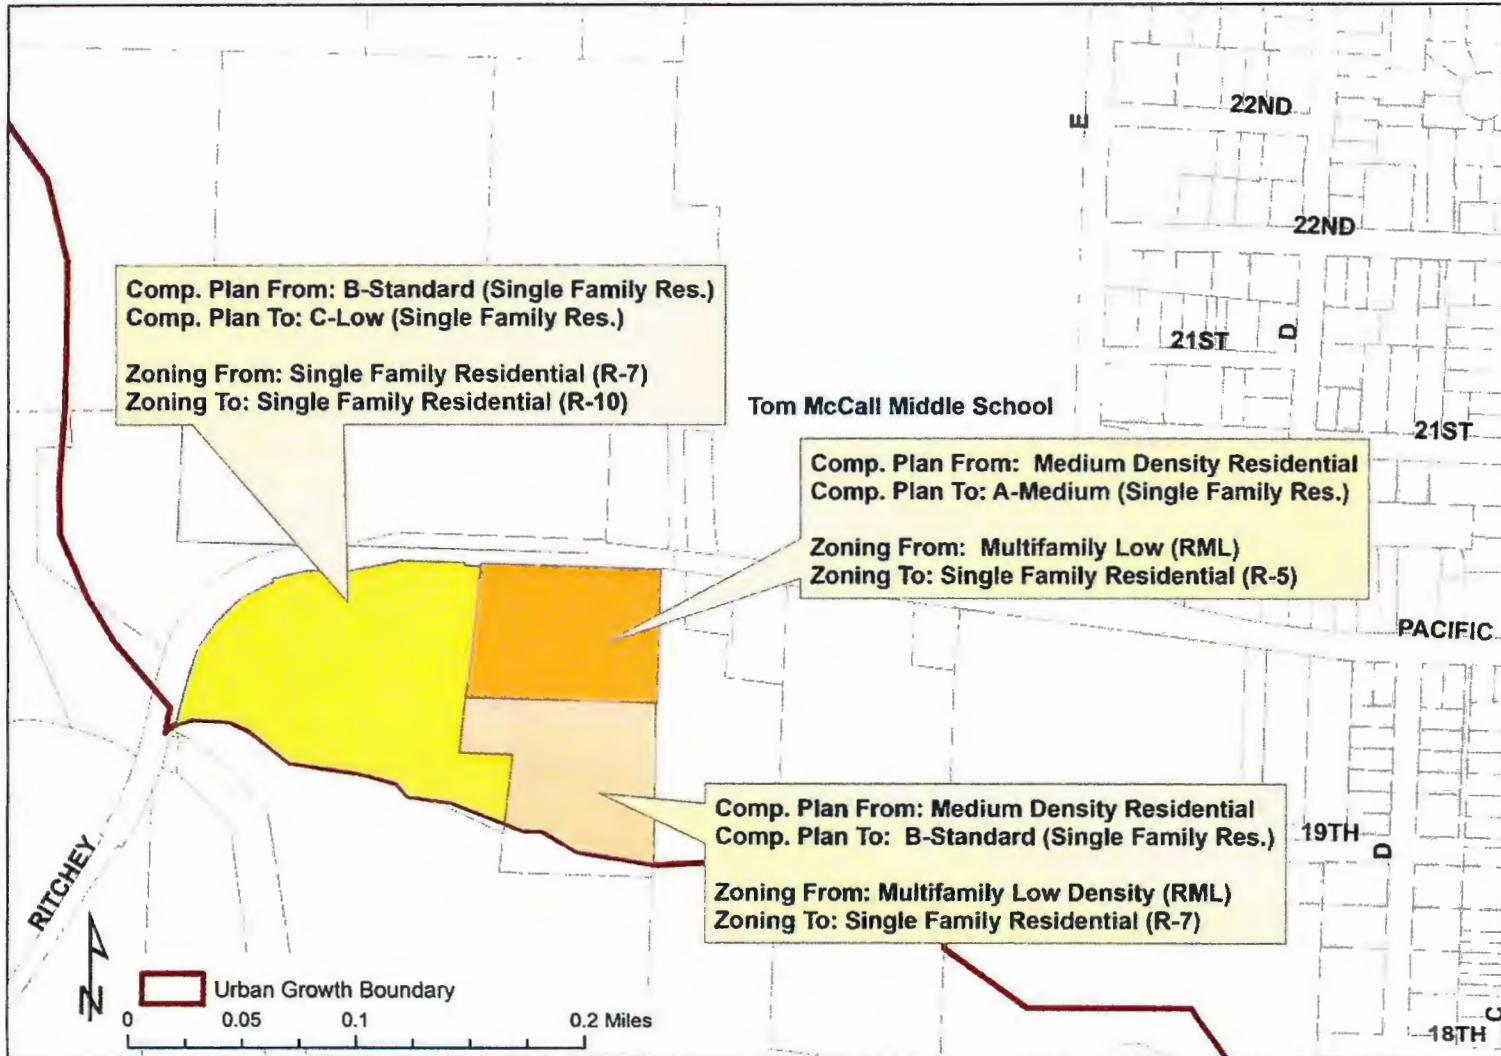 22ND
E
22ND
Comp. Plan From: B-Standard (Single Family Res.)
Comp. Plan To: C-Low (Single Family Res.)
Zoning From: Single Family Residential (R-7)
Zoning To: Single Family Residential (R-10)
21ST
D
Tom McCall Middle School
21ST
Comp. Plan From: Medium Density Residential
Comp. Plan To: A-Medium (Single Family Res.)
Zoning From: Multifamily Low (RML)
Zoning To: Single Family Residential (R-5)
PACIFIC
Comp. Plan From: Medium Density Residential
Comp. Plan To: B-Standard (Single Family Res.)
Zoning From: Multifamily Low Density (RML)
Zoning To: Single Family Residential (R-7)
19TH
D
RITCHEY
N
Urban Growth Boundary
0 0.05 0.1 0.2 Miles
C
18TH